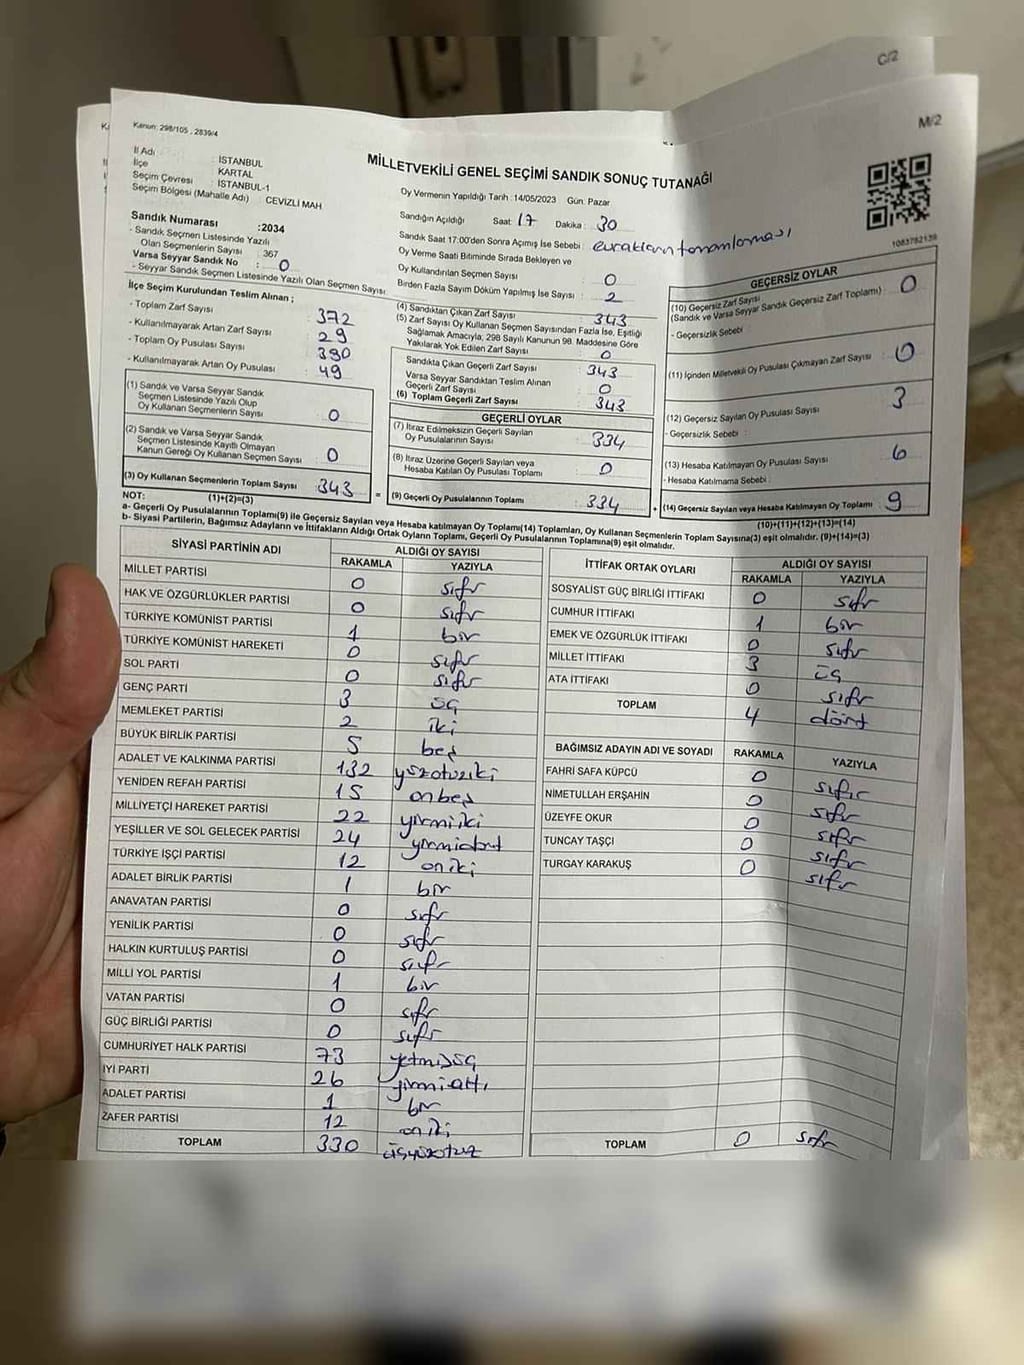 C/2
M/2
Kanun: 298/105 , 2839/4
MİLLETVEKİLİ GENEL SEÇİMİ SANDIK SONUÇ TUTANAĞI
İl Adı : İSTANBUL
İlçe : KARTAL
Seçim Çevresi : İSTANBUL-1
Seçim Bölgesi (Mahalle Adı) : CEVİZLİ MAH
Oy Vermenin Yapıldığı Tarih :14/05/2023 Gün: Pazar
Sandığın Açıldığı Saat: 17 Dakika : 30
Sandık Saat 17:00'den Sonra Açımış İse Sebebi : evrakların tamamlaması
Oy Verme Saati Bitiminde Sırada Bekleyen ve
Oy Kullandırılan Seçmen Sayısı : 0
Birden Fazla Sayım Döküm Yapılmış İse Sayısı : 2
1083782139
Sandık Numarası :2034
- Sandık Seçmen Listesinde Yazılı
Olan Seçmenlerin Sayısı : 367
Varsa Seyyar Sandık No : 0
- Seyyar Sandık Seçmen Listesinde Yazılı Olan Seçmen Sayısı
İlçe Seçim Kurulundan Teslim Alınan ;
- Toplam Zarf Sayısı : 372
- Kullanılmayarak Artan Zarf Sayısı : 29
- Toplam Oy Pusulası Sayısı : 390
- Kullanılmayarak Artan Oy Pusulası : 49
(1) Sandık ve Varsa Seyyar Sandık
Seçmen Listesinde Yazılı Olup
Oy Kullanan Seçmenlerin Sayısı : 0
(2) Sandık ve Varsa Seyyar Sandık
Seçmen Listesinde Kayıtlı Olmayan
Kanun Gereği Oy Kullanan Seçmen Sayısı : 0
(3) Oy Kullanan Seçmenlerin Toplam Sayısı : 343
(1)+(2)=(3)
(4) Sandıktan Çıkan Zarf Sayısı : 343
(5) Zarf Sayısı Oy Kullanan Seçmen Sayısından Fazla İse, Eşitliği
Sağlamak Amacıyla, 298 Sayılı Kanunun 98. Maddesine Göre
Yakılarak Yok Edilen Zarf Sayısı : 0
Sandıkta Çıkan Geçerli Zarf Sayısı : 343
Varsa Seyyar Sandıktan Teslim Alınan
Geçerli Zarf Sayısı : 0
(6) Toplam Geçerli Zarf Sayısı : 343
GEÇERLİ OYLAR
(7) İtiraz Edilmeksizin Geçerli Sayılan
Oy Pusulalarının Sayısı : 334
(8) İtiraz Üzerine Geçerli Sayılan veya
Hesaba Katılan Oy Pusulası Toplamı : 0
= (9) Geçerli Oy Pusulalarının Toplamı : 334
GEÇERSİZ OYLAR
(10) Geçersiz Zarf Sayısı
(Sandık ve Varsa Seyyar Sandık Geçersiz Zarf Toplamı) : 0
- Geçersizlik Sebebi :
(11) İçinden Milletvekili Oy Pusulası Çıkmayan Zarf Sayısı : 0
(12) Geçersiz Sayılan Oy Pusulası Sayısı : 3
- Geçersizlik Sebebi :
(13) Hesaba Katılmayan Oy Pusulası Sayısı : 6
- Hesaba Katılmama Sebebi :
+ (14) Geçersiz Sayılan veya Hesaba Katılmayan Oy Toplamı : 9
(10)+(11)+(12)+(13)=(14)
NOT:
a- Geçerli Oy Pusulalarının Toplamı(9) ile Geçersiz Sayılan veya Hesaba katılmayan Oy Toplamı(14) Toplamları, Oy Kullanan Seçmenlerin Toplam Sayısına(3) eşit olmalıdır. (9)+(14)=(3)
b- Siyasi Partilerin, Bağımsız Adayların ve İttifakların Aldığı Ortak Oyların Toplamı, Geçerli Oy Pusulalarının Toplamına(9) eşit olmalıdır.
SİYASİ PARTİNİN ADI ALDIĞI OY SAYISI
RAKAMLA YAZIYLA
MİLLET PARTİSİ 0 sıfır
HAK VE ÖZGÜRLÜKLER PARTİSİ 0 sıfır
TÜRKİYE KOMÜNİST PARTİSİ 1 bir
TÜRKİYE KOMÜNİST HAREKETİ 0 sıfır
SOL PARTİ 0 sıfır
GENÇ PARTİ 3 üç
MEMLEKET PARTİSİ 2 iki
BÜYÜK BİRLİK PARTİSİ 5 beş
ADALET VE KALKINMA PARTİSİ 132 yüzotuziki
YENİDEN REFAH PARTİSİ 15 onbeş
MİLLİYETÇİ HAREKET PARTİSİ 22 yirmiiki
YEŞİLLER VE SOL GELECEK PARTİSİ 24 yirmidört
TÜRKİYE İŞÇİ PARTİSİ 12 oniki
ADALET BİRLİK PARTİSİ 1 bir
ANAVATAN PARTİSİ 0 sıfır
YENİLİK PARTİSİ 0 sıfır
HALKIN KURTULUŞ PARTİSİ 0 sıfır
MİLLİ YOL PARTİSİ 1 bir
VATAN PARTİSİ 0 sıfır
GÜÇ BİRLİĞİ PARTİSİ 0 sıfır
CUMHURİYET HALK PARTİSİ 73 yetmişüç
İYİ PARTİ 26 yirmialtı
ADALET PARTİSİ 1 bir
ZAFER PARTİSİ 12 oniki
TOPLAM 330 üçyüzotuz
İTTİFAK ORTAK OYLARI ALDIĞI OY SAYISI
RAKAMLA YAZIYLA
SOSYALİST GÜÇ BİRLİĞİ İTTİFAKI 0 sıfır
CUMHUR İTTİFAKI 1 bir
EMEK VE ÖZGÜRLÜK İTTİFAKI 0 sıfır
MİLLET İTTİFAKI 3 üç
ATA İTTİFAKI 0 sıfır
TOPLAM 4 dört
BAĞIMSIZ ADAYIN ADI VE SOYADI RAKAMLA YAZIYLA
FAHRİ SAFA KÜPCÜ 0 sıfır
NİMETULLAH ERŞAHİN 0 sıfır
ÜZEYFE OKUR 0 sıfır
TUNCAY TAŞÇI 0 sıfır
TURGAY KARAKUŞ 0 sıfır
TOPLAM 0 sıfır